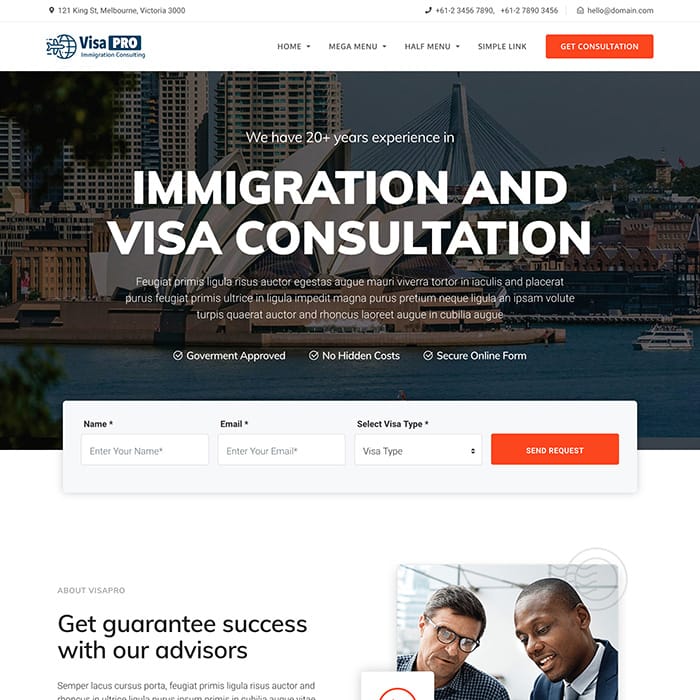 121 King St, Melbourne, Victoria 3000
+61-2 3456 7890, +61-2 7890 3456
hello@domain.com
Visa PRO
Immigration Consulting
HOME
MEGA MENU
HALF MENU
SIMPLE LINK
GET CONSULTATION
We have 20+ years experience in
IMMIGRATION AND
VISA CONSULTATION
Feugiat primis ligula risus auctor egestas augue mauri viverra tortor in iaculis and placerat
purus feugiat primis ultrice in ligula impedit magna purus pretium neque ligula an ipsam volute
turpis quaerat auctor and rhoncus laoreet augue in cubilia augue
Goverment Approved
No Hidden Costs
Secure Online Form
Name *
Email *
Select Visa Type *
Enter Your Name*
Enter Your Email*
Visa Type
SEND REQUEST
ABOUT VISAPRO
Get guarantee success
with our advisors
Semper lacus cursus porta, feugiat primis ligula risus auctor and
rhoncus in ultrice ligula purus ipsum primis in cubilia augue vitae